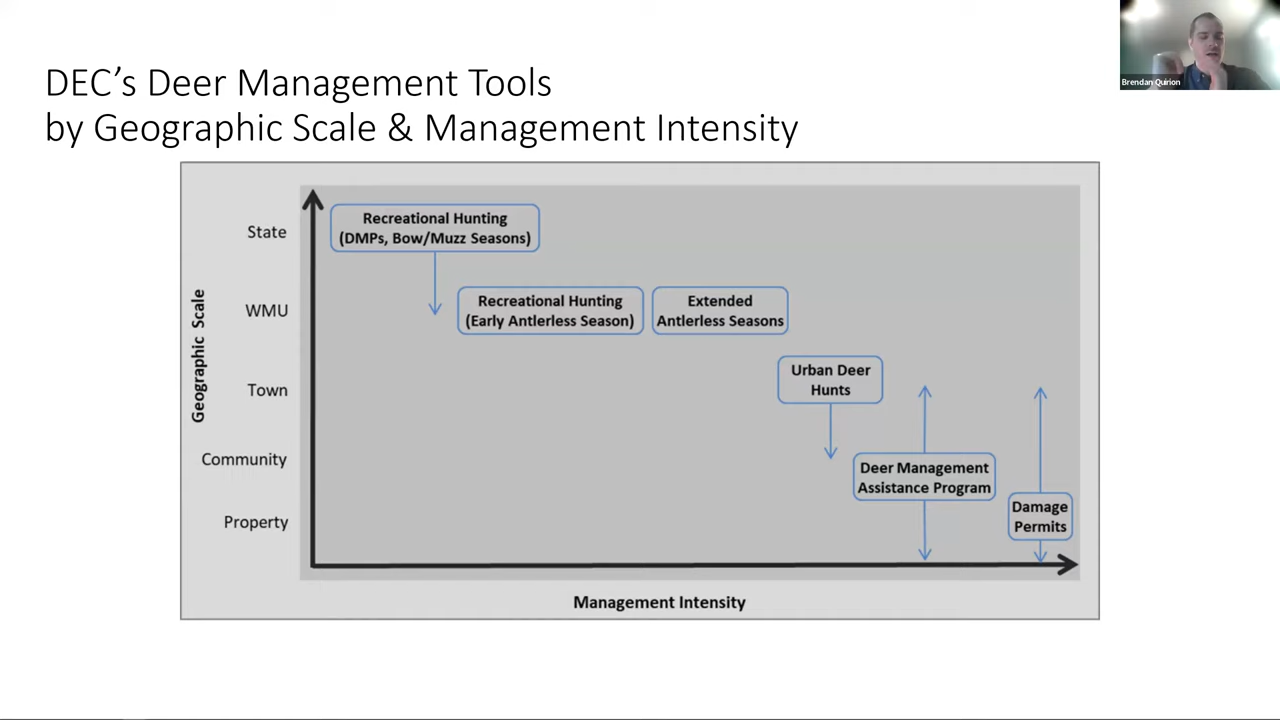 DEC’s Deer Management Tools
by Geographic Scale & Management Intensity
Brendan Quirion
Geographic Scale
State
WMU
Town
Community
Property
Recreational Hunting
(DMPs, Bow/Muzz Seasons)
Recreational Hunting
(Early Antlerless Season)
Extended
Antlerless Seasons
Urban Deer
Hunts
Deer Management
Assistance Program
Damage
Permits
Management Intensity